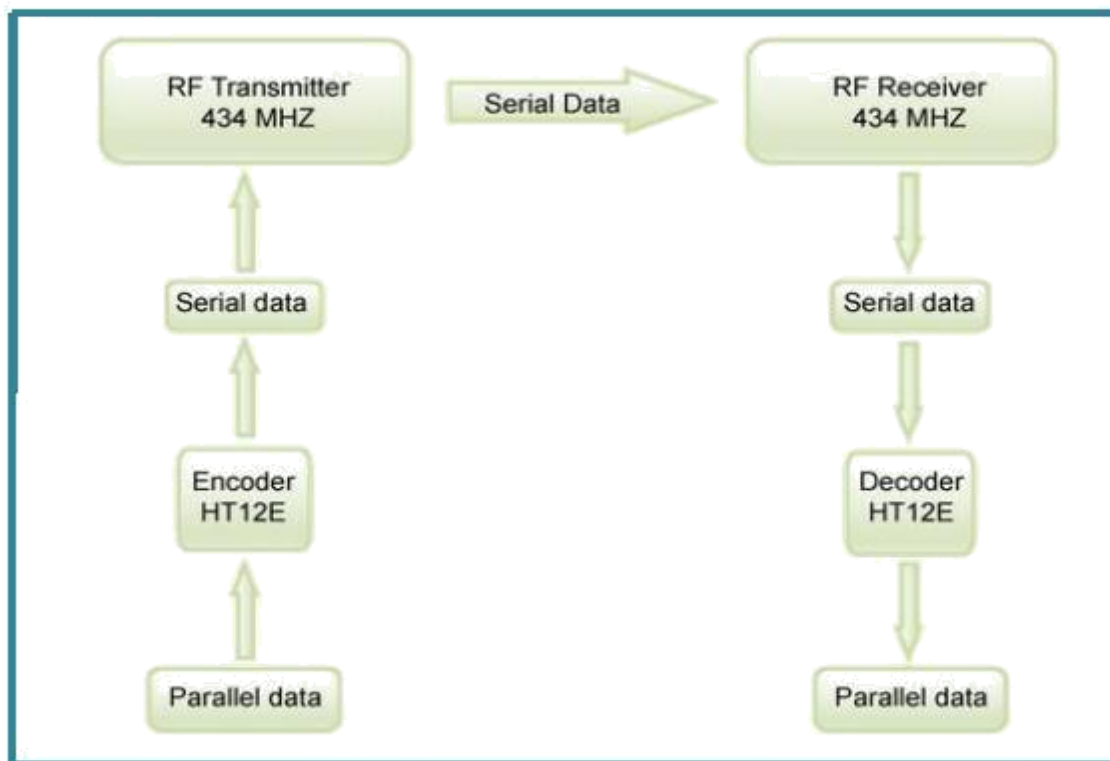 RF Transmitter
434 MHZ
Serial Data
RF Receiver
434 MHZ
Serial data
Serial data
Encoder
HT12E
Decoder
HT12E
Parallel data
Parallel data